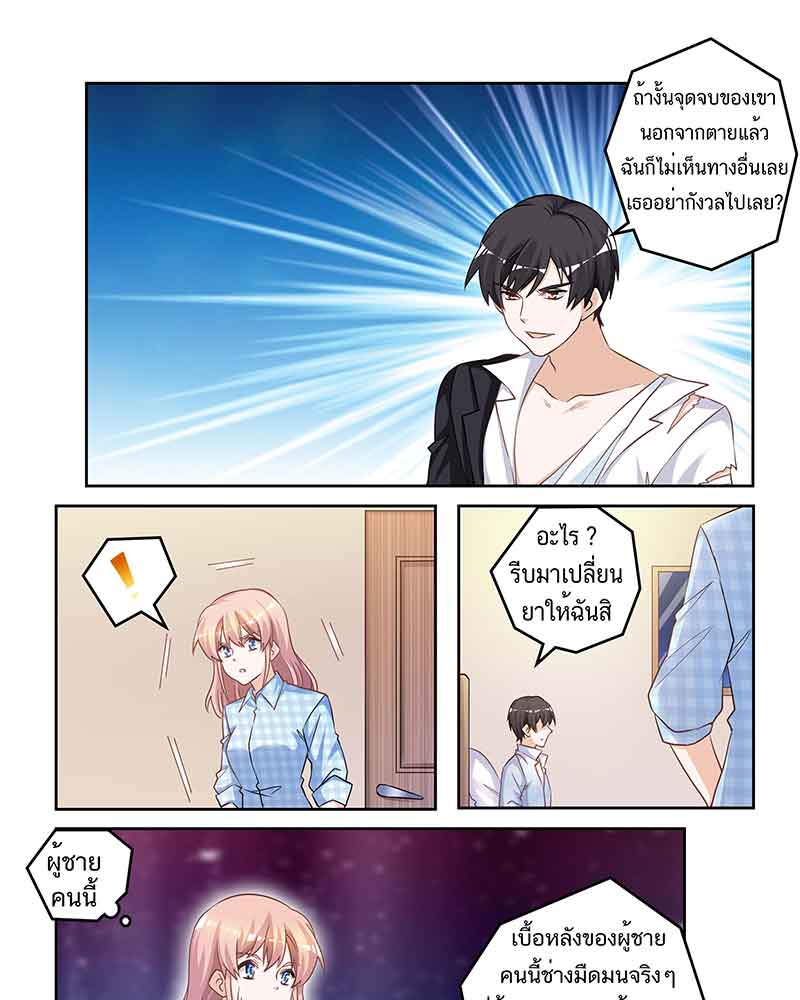 ถ้างั้นจุดจบของเขา
นอกจากตายแล้ว
ฉันก็ไม่เห็นทางอื่นเลย
เธออย่ากังวลไปเลย?
!
อะไร ?
รีบมาเปลี่ยน
ยาให้ฉันสิ
ผู้ชาย
คนนี้
เบื้อหลังของผู้ชาย
คนนี้ช่างมืดมนจริงๆ